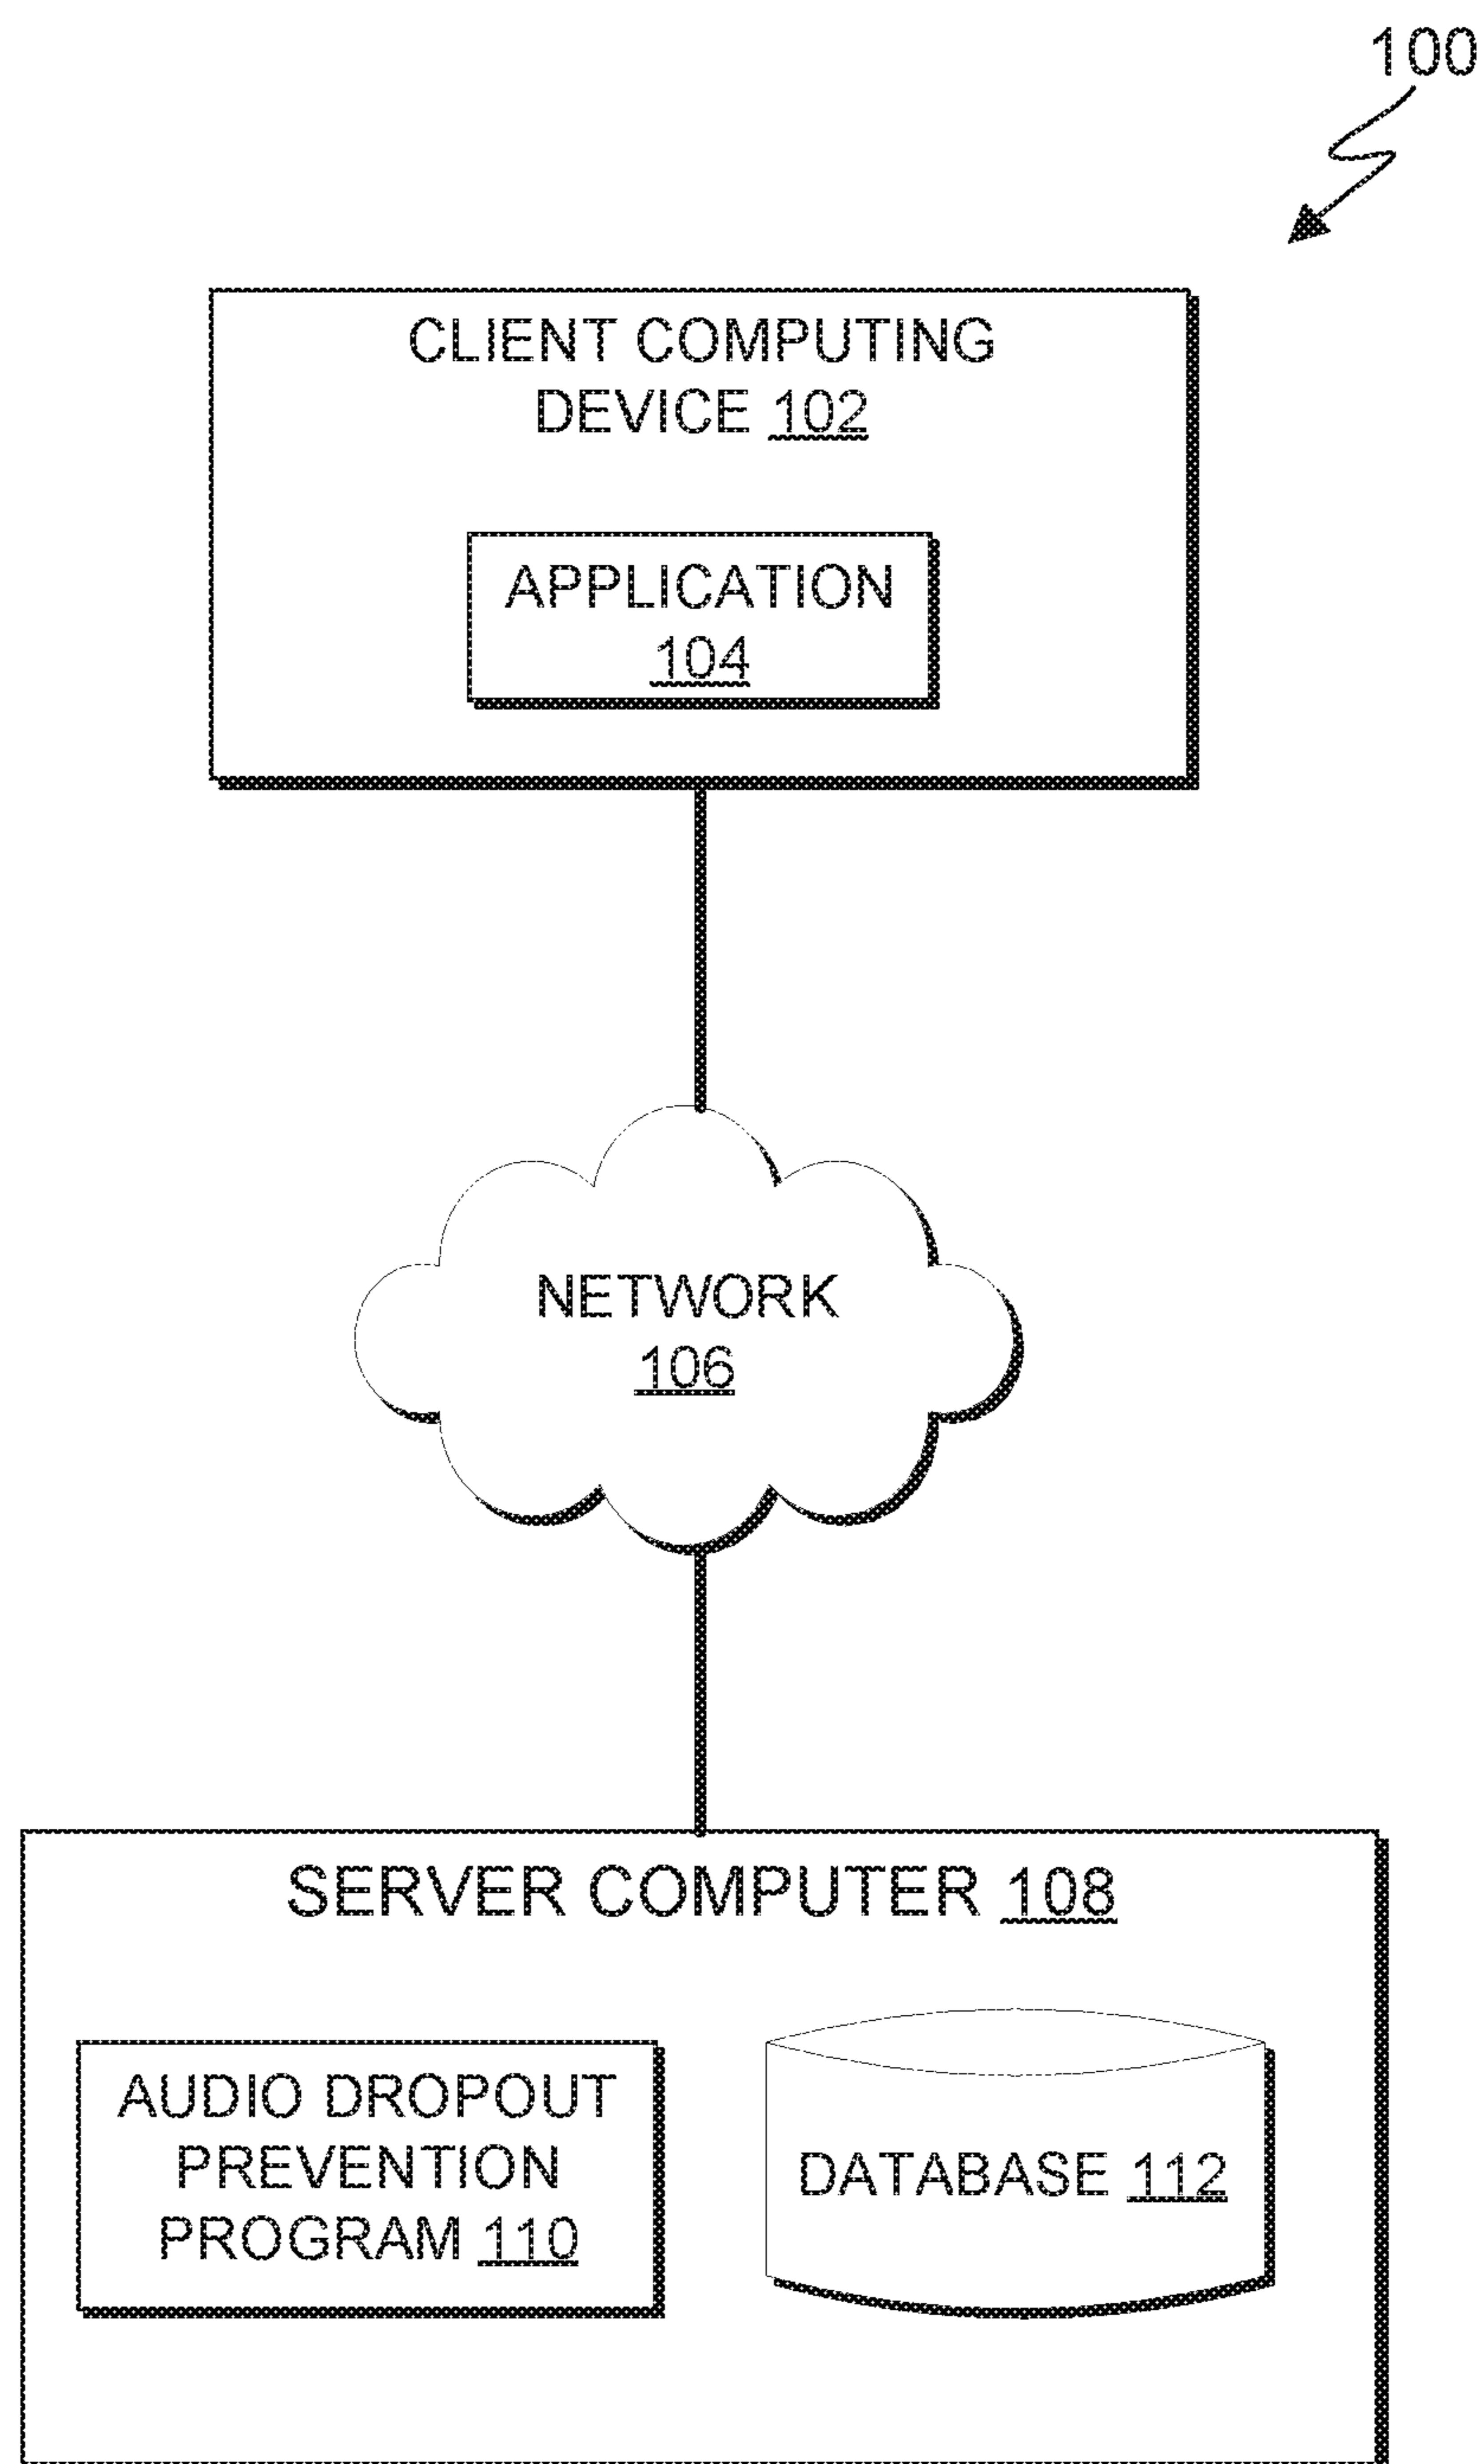 100
CLIENT COMPUTING
DEVICE 102
APPLICATION
104
NETWORK
106
SERVER COMPUTER 108
AUDIO DROPOUT
PREVENTION
PROGRAM 110
DATABASE 112